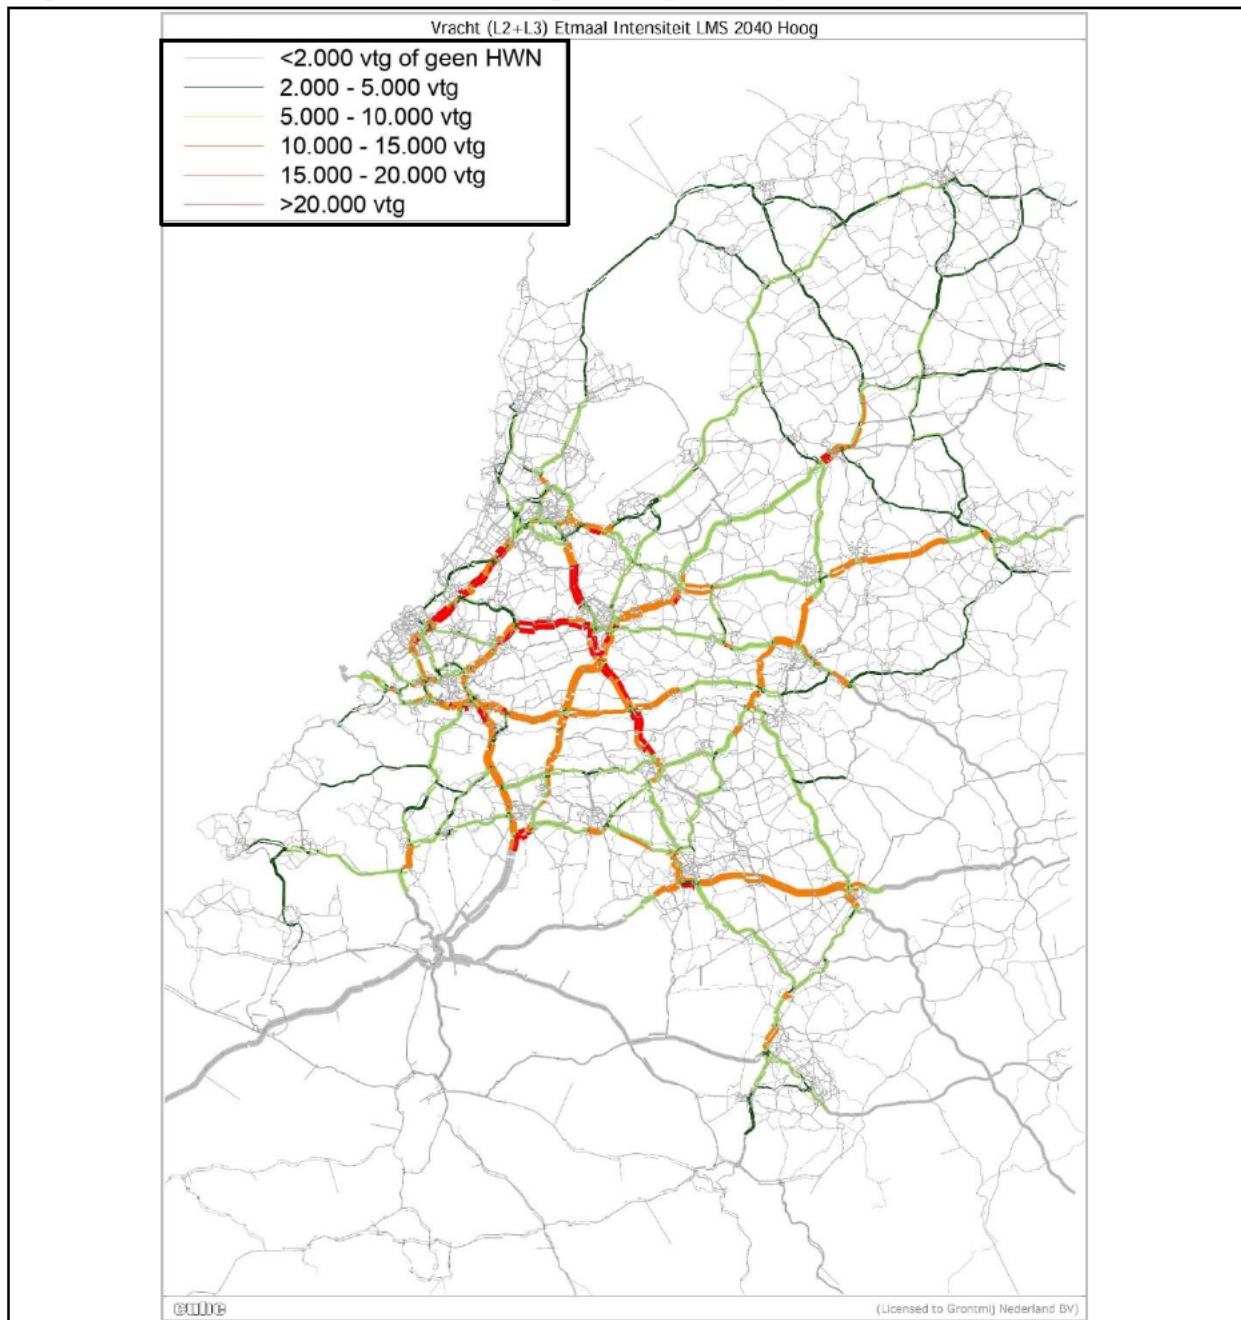 Vracht (L2+L3) Etmaal Intensiteit LMS 2040 Hoog
<2.000 vtg of geen HWN
2.000 - 5.000 vtg
5.000 - 10.000 vtg
10.000 - 15.000 vtg
15.000 - 20.000 vtg
>20.000 vtg
cube
(Licensed to Grontmij Nederland BV)